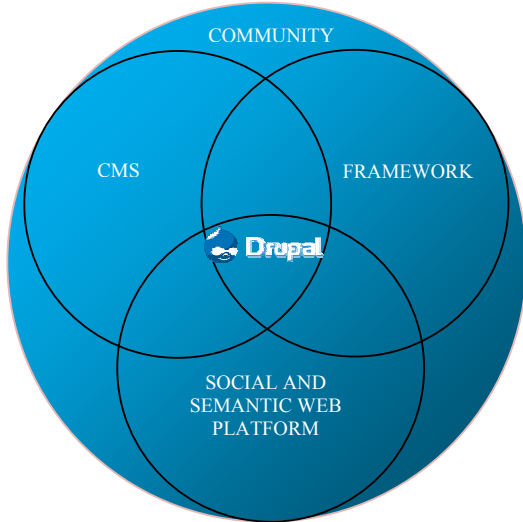 COMMUNITY
CMS
FRAMEWORK
Drupal
SOCIAL AND
SEMANTIC WEB
PLATFORM